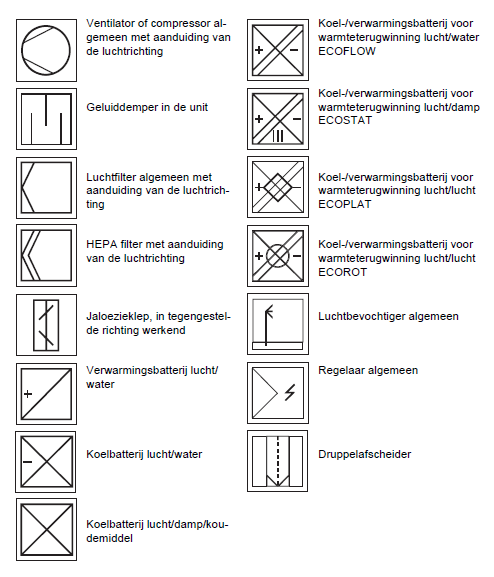 Ventilator of compressor al-
gemeen met aanduiding van
de luchtrichting
Geluiddemper in de unit
Luchtfilter algemeen met
aanduiding van de luchtrich-
ting
HEPA filter met aanduiding
van de luchtrichting
Jaloezieklep, in tegengestel-
de richting werkend
Verwarmingsbatterij lucht/
water
Koelbatterij lucht/water
Koelbatterij lucht/damp/kou-
demiddel
Koel-/verwarmingsbatterij voor
warmteterugwinning lucht/water
ECOFLOW
Koel-/verwarmingsbatterij voor
warmteterugwinning lucht/damp
ECOSTAT
Koel-/verwarmingsbatterij voor
warmteterugwinning lucht/lucht
ECOPLAT
Koel-/verwarmingsbatterij voor
warmteterugwinning lucht/lucht
ECOROT
Luchtbevochtiger algemeen
Regelaar algemeen
Druppelafscheider